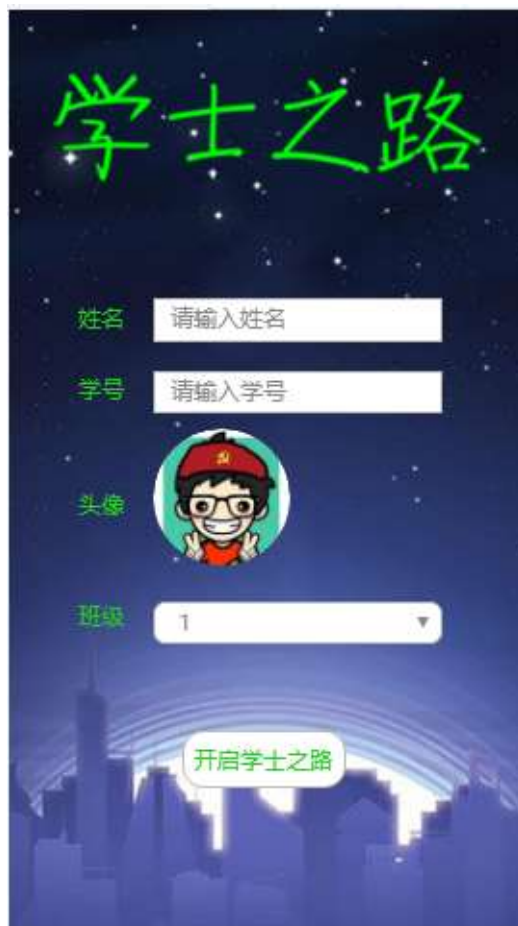 学士之路
姓名 请输入姓名
学号 请输入学号
头像
班级 1
开启学士之路